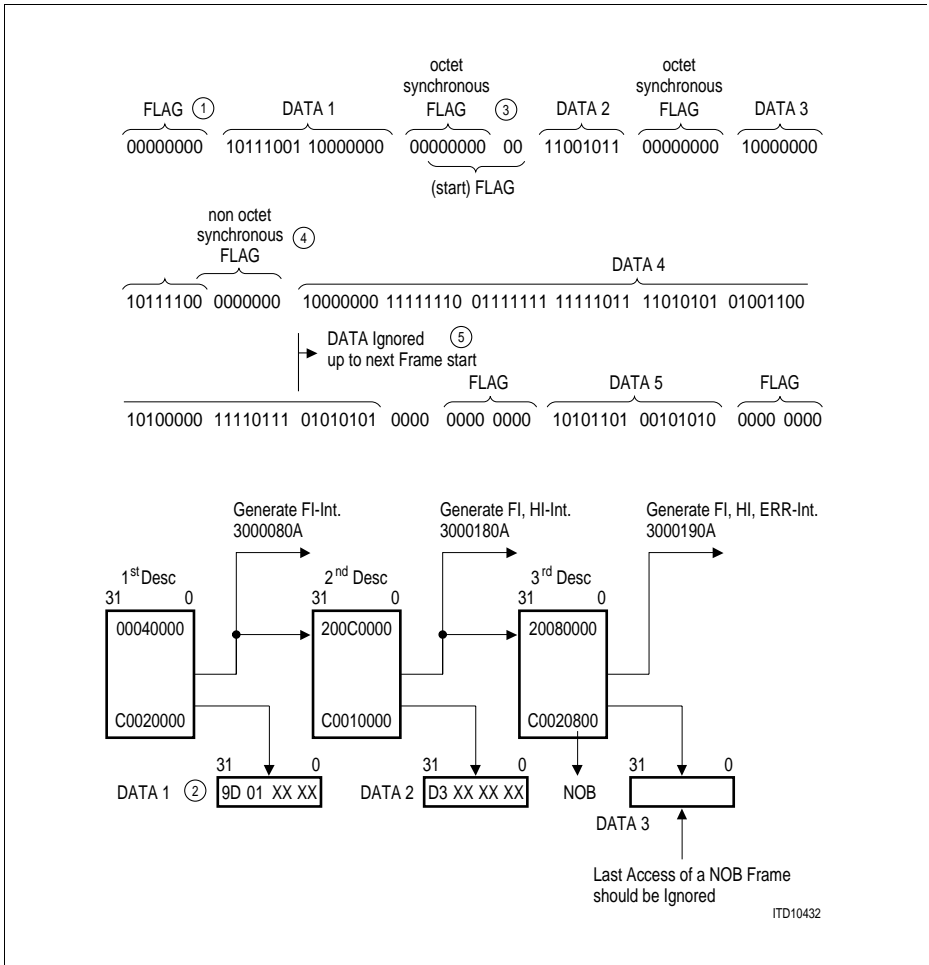 octet
synchronous
octet
synchronous
FLAG ① DATA 1 FLAG ③ DATA 2 FLAG DATA 3
00000000 10111001 10000000 00000000 00 11001011 00000000 10000000
(start) FLAG
non octet
synchronous ④
FLAG
DATA 4
10111100 0000000 10000000 11111110 01111111 11111011 11010101 01001100
DATA Ignored ⑤
up to next Frame start
FLAG DATA 5 FLAG
10100000 11110111 01010101 0000 0000 0000 10101101 00101010 0000 0000
Generate FI-Int.
3000080A
Generate FI, HI-Int.
3000180A
Generate FI, HI, ERR-Int.
3000190A
1st Desc
31 0
00040000
C0020000
2nd Desc
31 0
200C0000
C0010000
3rd Desc
31 0
20080000
C0020800
31 0
DATA 1 ② 9D 01 XX XX
31 0
DATA 2 D3 XX XX XX
NOB
31 0
DATA 3
Last Access of a NOB Frame
should be Ignored
ITD10432